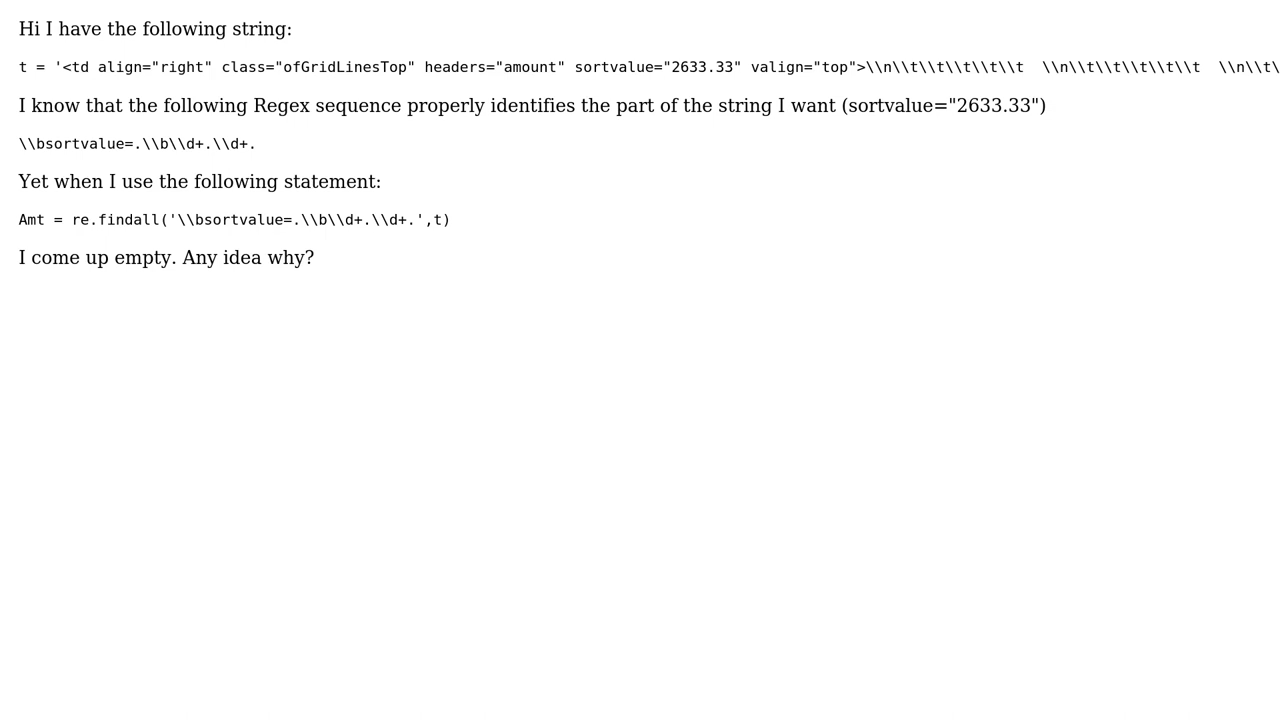 Hi I have the following string:
t = '<td align="right" class="ofGridLinesTop" headers="amount" sortvalue="2633.33" valign="top">\\n\\t\\t\\t\\t\\t  \\n\\t\\t\\t\\t\\t  \\n\\t\
I know that the following Regex sequence properly identifies the part of the string I want (sortvalue="2633.33")
\\bsortvalue=.\\b\\d+.\\d+.
Yet when I use the following statement:
Amt = re.findall('\\bsortvalue=.\\b\\d+.\\d+.',t)
I come up empty. Any idea why?